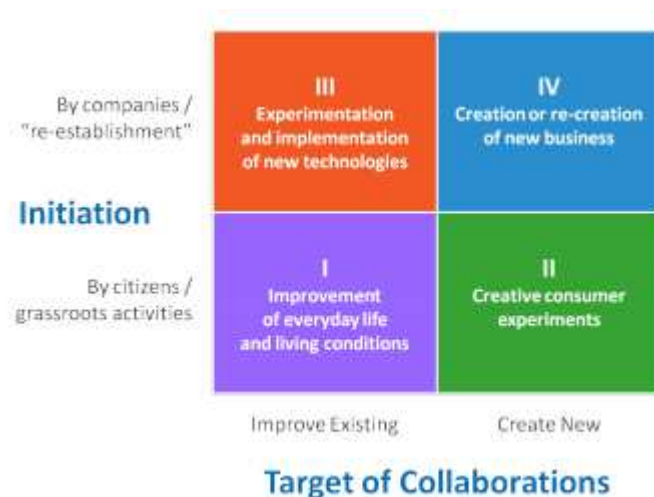 By companies /
"re-establishment"
III
Experimentation
and implementation
of new technologies
IV
Creation or re-creation
of new business
Initiation
By citizens /
grassroots activities
I
Improvement
of everyday life
and living conditions
II
Creative consumer
experiments
Improve Existing
Create New
Target of Collaborations